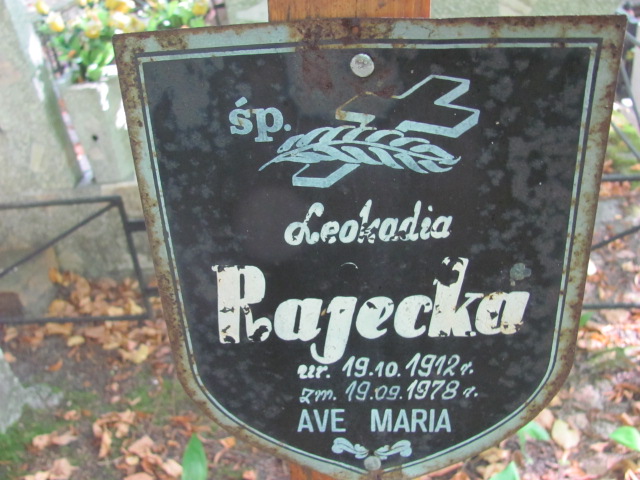 śp.
Leokadia
Rajecka
ur. 19.10.1912 r.
zm. 19.09.1978 r.
AVE MARIA